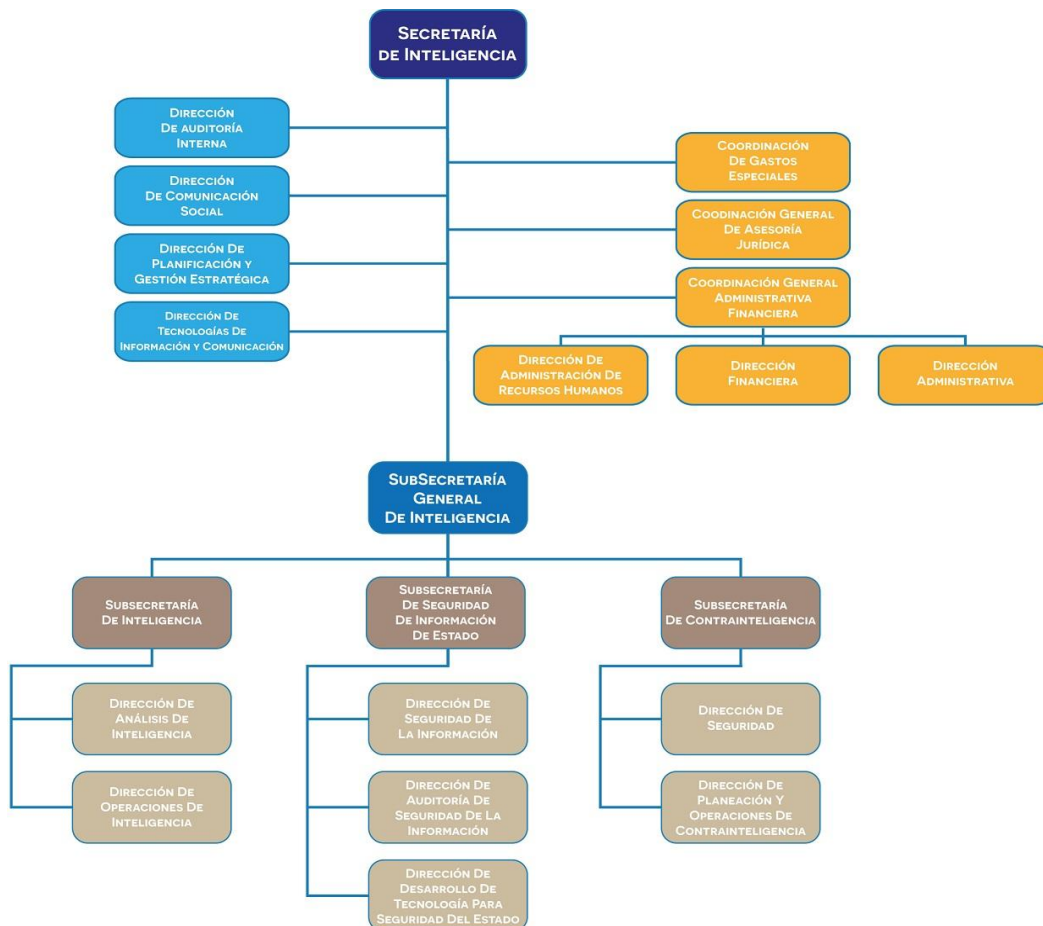 Secretaría
de Inteligencia
Dirección
De auditoría
Interna
Dirección
De Comunicación
Social
Dirección De
Planificación y
Gestión Estratégica
Dirección De
Tecnologías De
Información y Comunicación
Coordinación
De Gastos
Especiales
Coodinación General
De Asesoría
Jurídica
Coordinación General
Administrativa
Financiera
Dirección De
Administración De
Recursos Humanos
Dirección
Financiera
Dirección
Administrativa
SubSecretaría
General
De Inteligencia
Subsecretaría
De Inteligencia
Subsecretaría
De Seguridad
De Información
De Estado
Subsecretaría
De Contrainteligencia
Dirección De
Análisis De
Inteligencia
Dirección De
Operaciones De
Inteligencia
Dirección De
Seguridad De
La Información
Dirección De
Auditoría De
Seguridad De La
Información
Dirección De
Desarrollo De
Tecnología Para
Seguridad Del Estado
Dirección De
Seguridad
Dirección De
Planeación Y
Operaciones De
Contrainteligencia